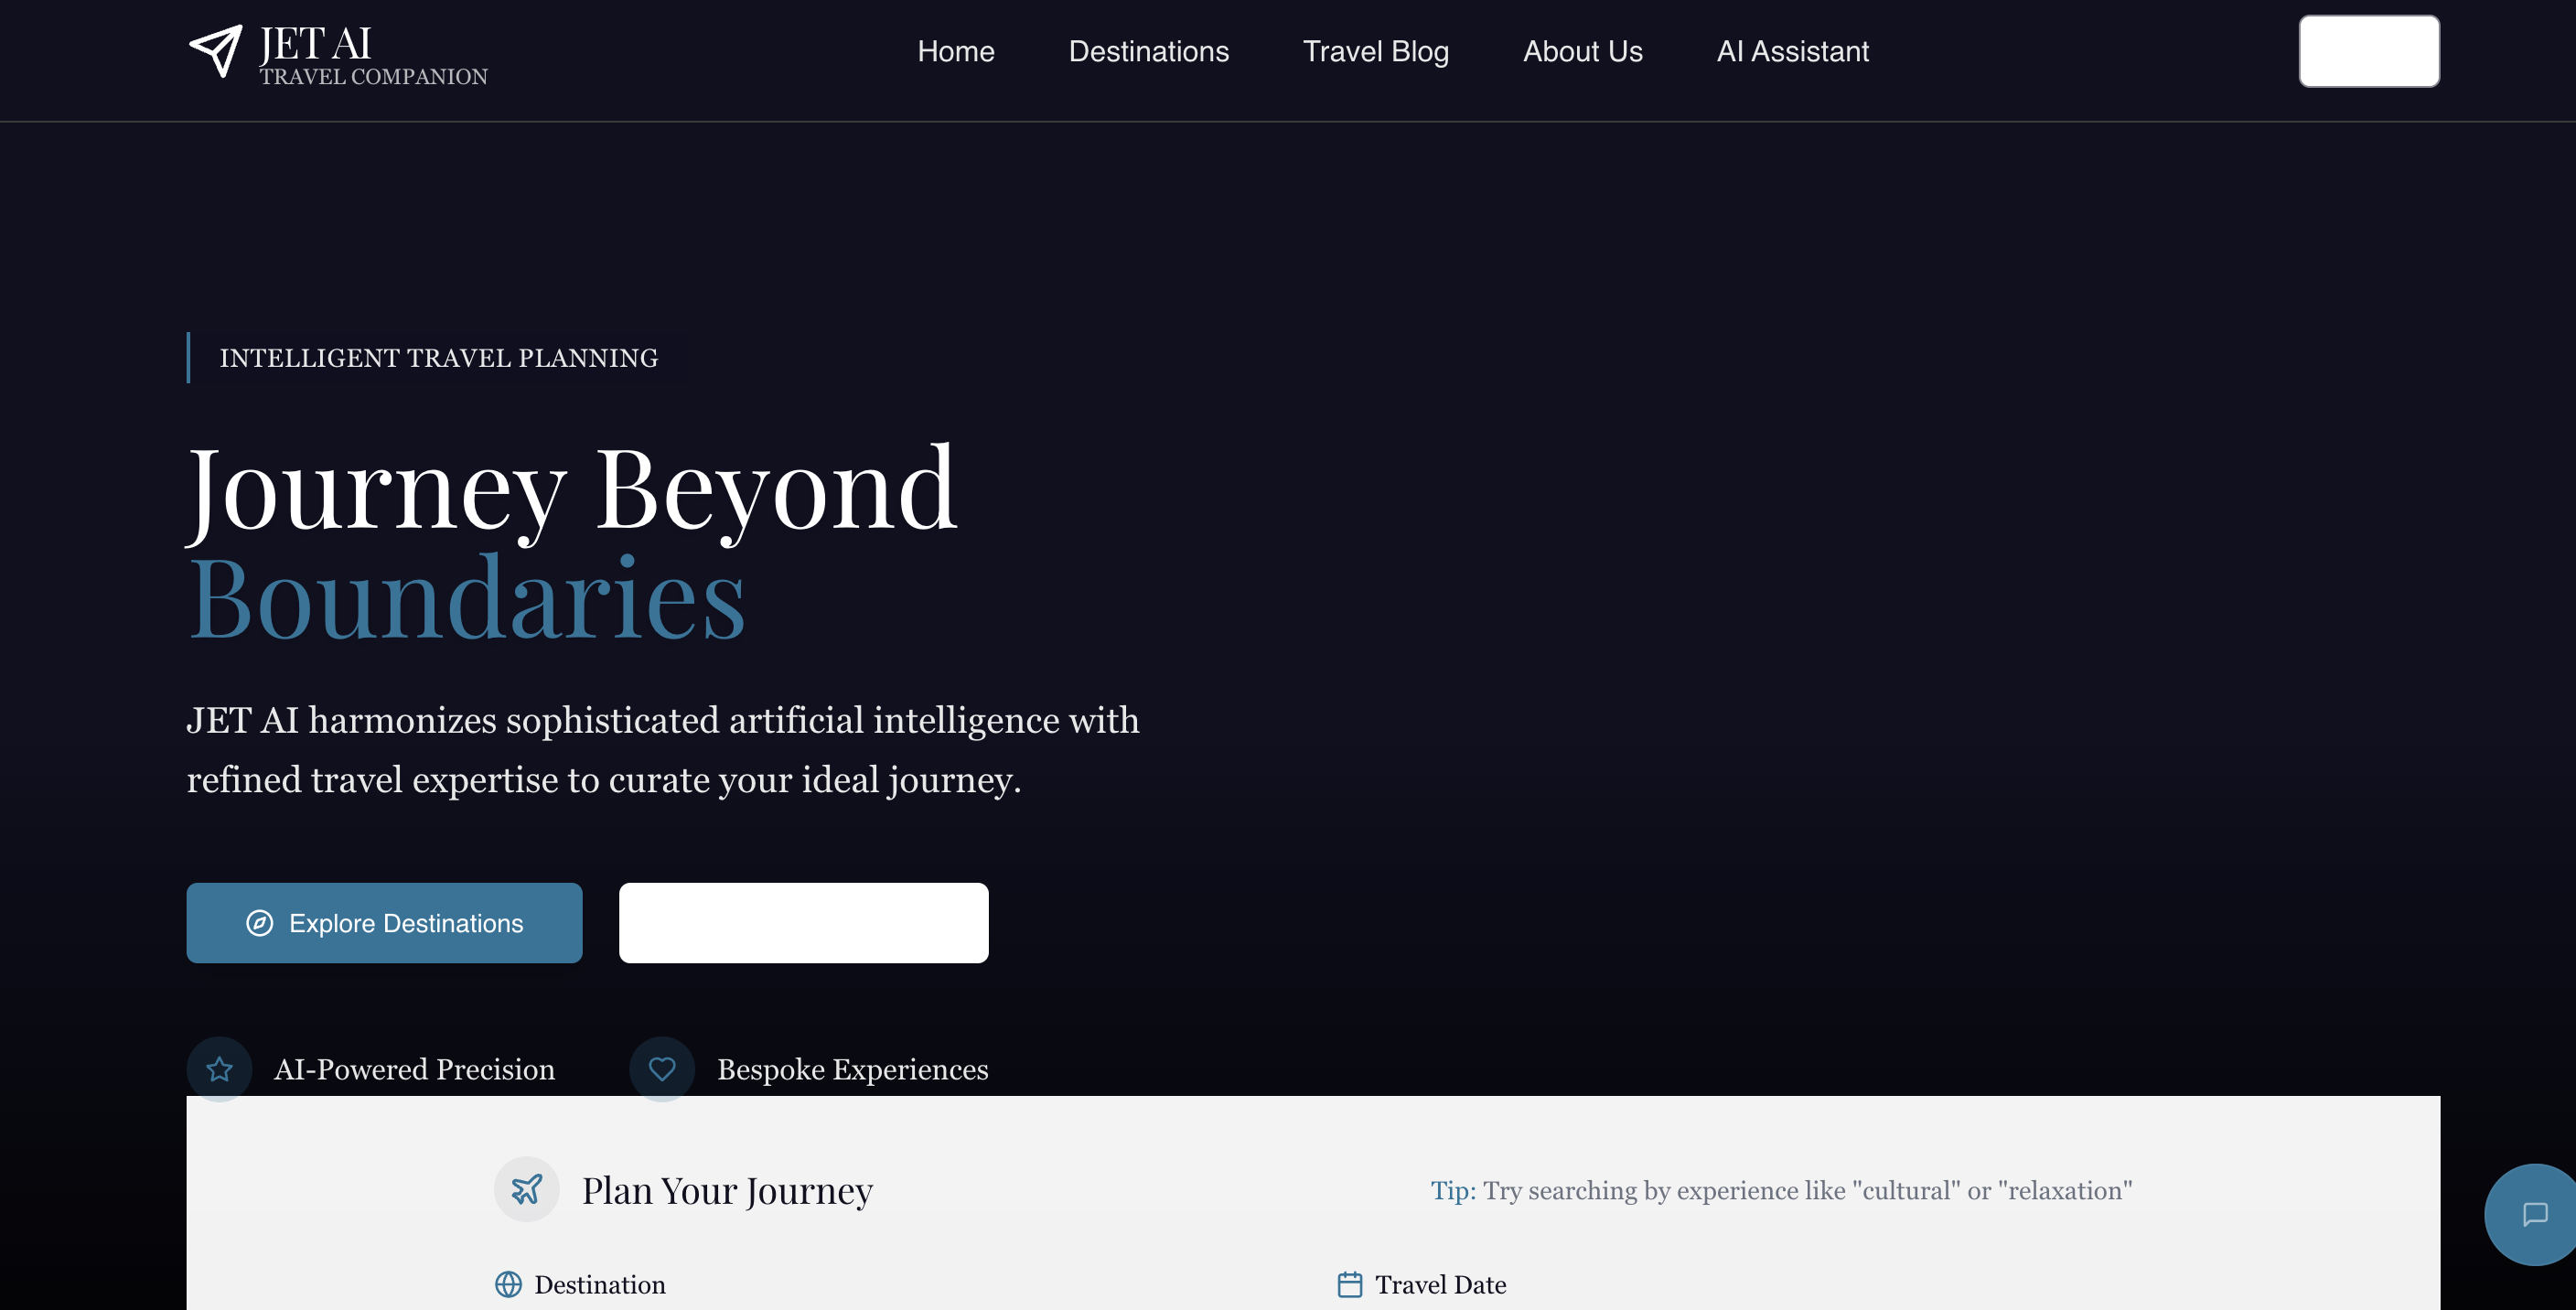 JET AI
TRAVEL COMPANION
Home
Destinations
Travel Blog
About Us
AI Assistant
INTELLIGENT TRAVEL PLANNING
Journey Beyond
Boundaries
JET AI harmonizes sophisticated artificial intelligence with
refined travel expertise to curate your ideal journey.
Explore Destinations
AI-Powered Precision
Bespoke Experiences
Plan Your Journey
Tip: Try searching by experience like "cultural" or "relaxation"
Destination
Travel Date